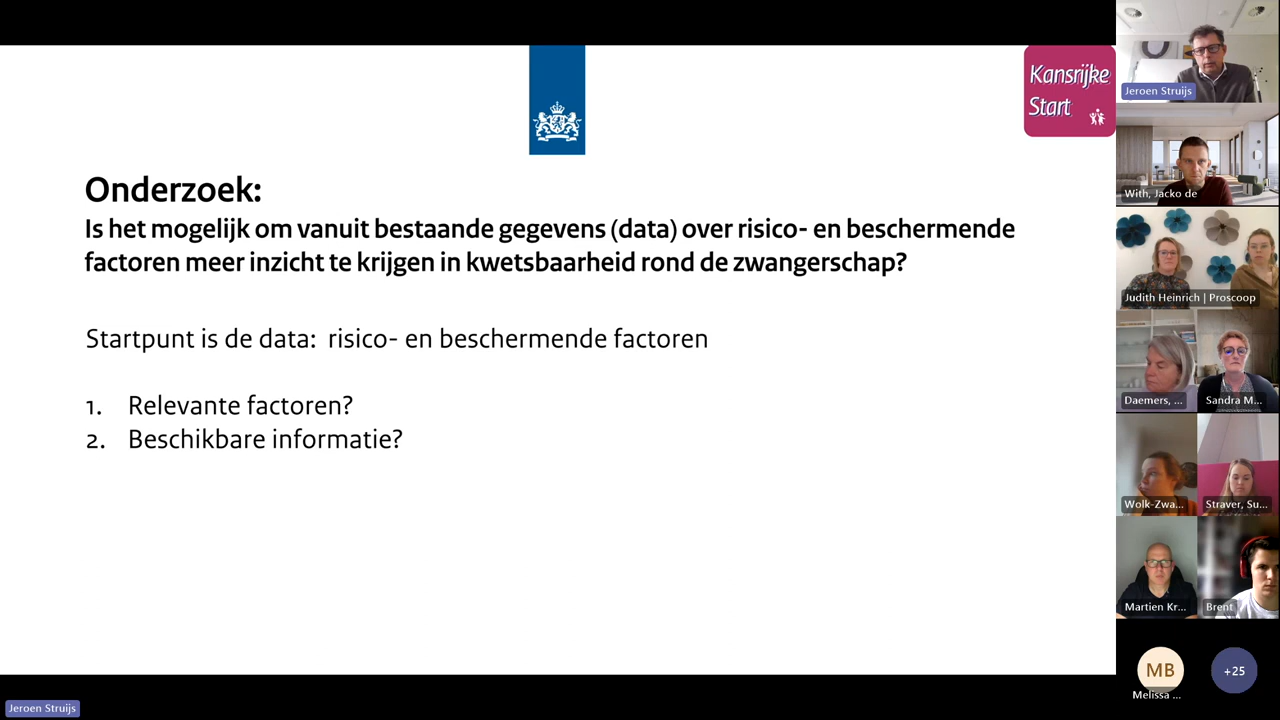 Kansrijke
Start
Onderzoek:
Is het mogelijk om vanuit bestaande gegevens (data) over risico- en beschermende
factoren meer inzicht te krijgen in kwetsbaarheid rond de zwangerschap?
Startpunt is de data: risico- en beschermende factoren
1. Relevante factoren?
2. Beschikbare informatie?
Jeroen Struijs
Jeroen Struijs
With, Jacko de
Judith Heinrich | Proscoop
Daemers, ...
Sandra M...
Wolk-Zwa...
Straver, Su...
Martien Kr...
Brent
MB
Melissa ...
+25